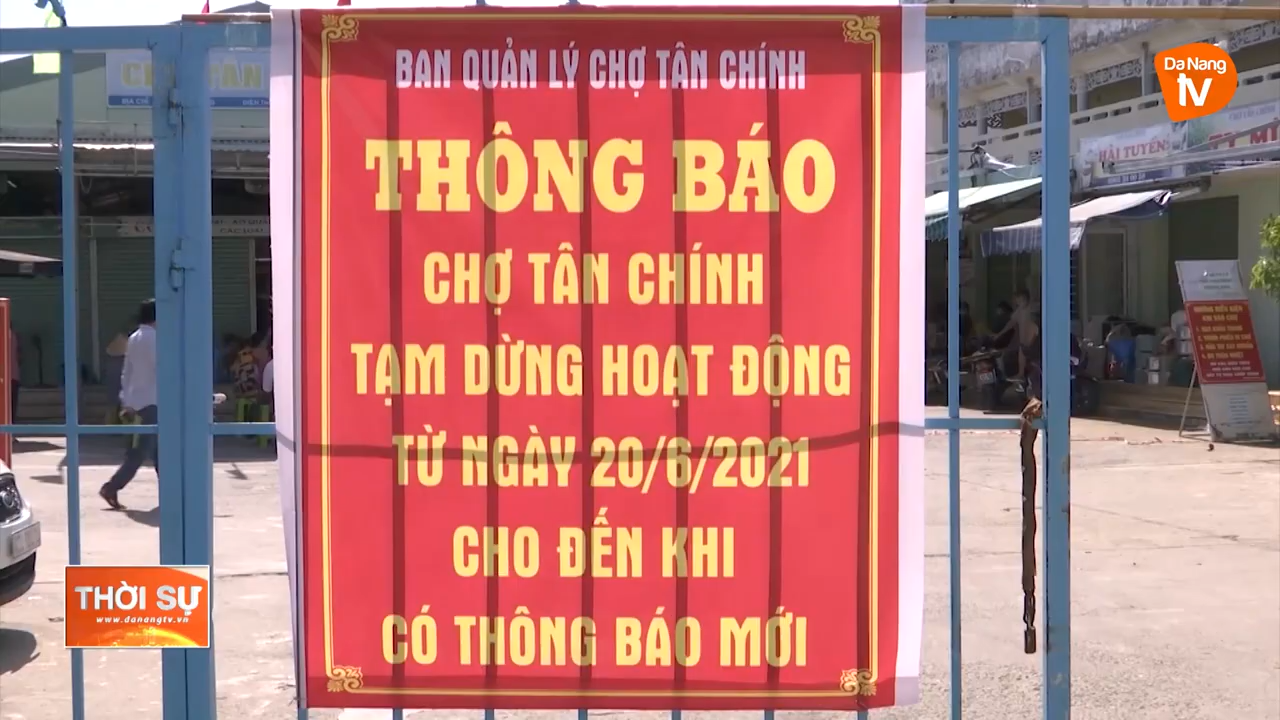 BAN QUẢN LÝ CHỢ TÂN CHÍNH
THÔNG BÁO
CHỢ TÂN CHÍNH
TẠM DỪNG HOẠT ĐỘNG
TỪ NGÀY 20/6/2021
CHO ĐẾN KHI
CÓ THÔNG BÁO MỚI
Da Nang
tv
HẢI TUYỀN
THỜI SỰ
www.danangtv.vn